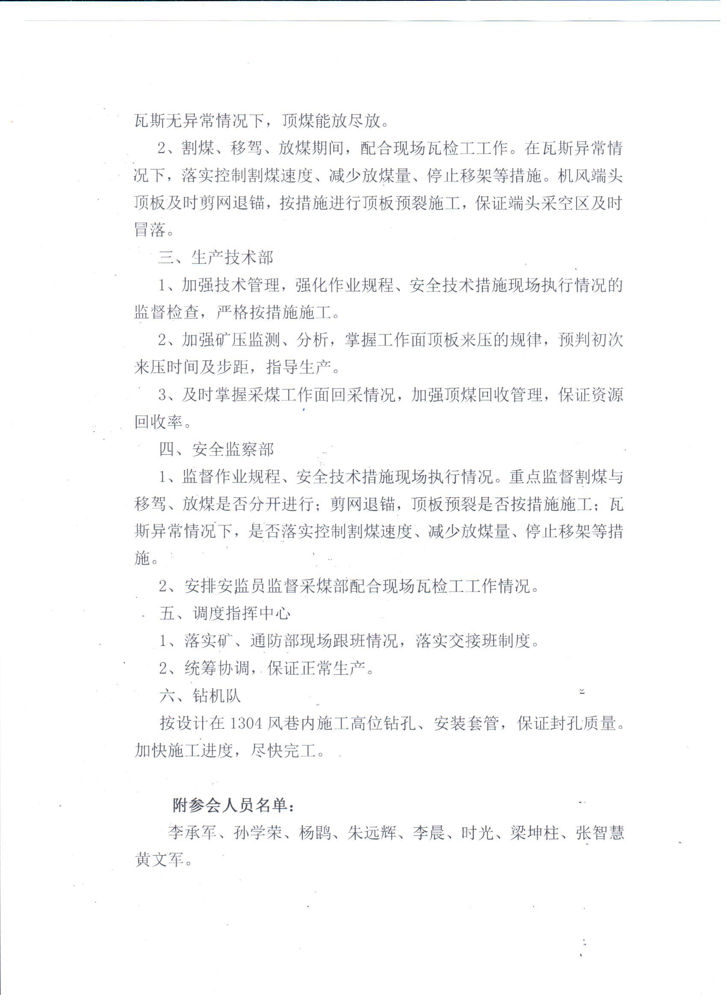 瓦斯无异常情况下，顶煤能放尽放。
2、割煤、移驾、放煤期间，配合现场瓦检工工作。在瓦斯异常情
况下，落实控制割煤速度、减少放煤量、停止移架等措施。机风端头
顶板及时剪网退锚，按措施进行顶板预裂施工，保证端头采空区及时
冒落。
三、生产技术部
1、加强技术管理，强化作业规程、安全技术措施现场执行情况的
监督检查，严格按措施施工。
2、加强矿压监测、分析，掌握工作面顶板来压的规律，预判初次
来压时间及步距，指导生产。
3、及时掌握采煤工作面回采情况，加强顶煤回收管理，保证资源
回收率。
四、安全监察部
1、监督作业规程、安全技术措施现场执行情况。重点监督割煤与
移驾、放煤是否分开进行；剪网退锚，顶板预裂是否按措施施工；瓦
斯异常情况下，是否落实控制割煤速度、减少放煤量、停止移架等措
施。
2、安排安监员监督采煤部配合现场瓦检工工作情况。
五、调度指挥中心
1、落实矿、通防部现场跟班情况，落实交接班制度。
2、统筹协调，保证正常生产。
六、钻机队
按设计在1304风巷内施工高位钻孔、安装套管，保证封孔质量。
加快施工进度，尽快完工。
附参会人员名单：
李承军、孙学荣、杨鹍、朱远辉、李晨、时光、梁坤柱、张智慧
黄文军。